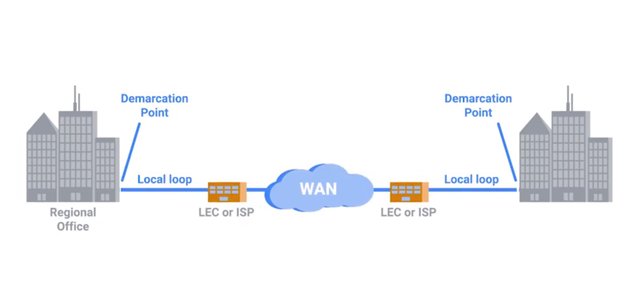 Demarcation
Point
Demarcation
Point
Local loop
WAN
Local loop
Regional
Office
LEC or ISP
LEC or ISP